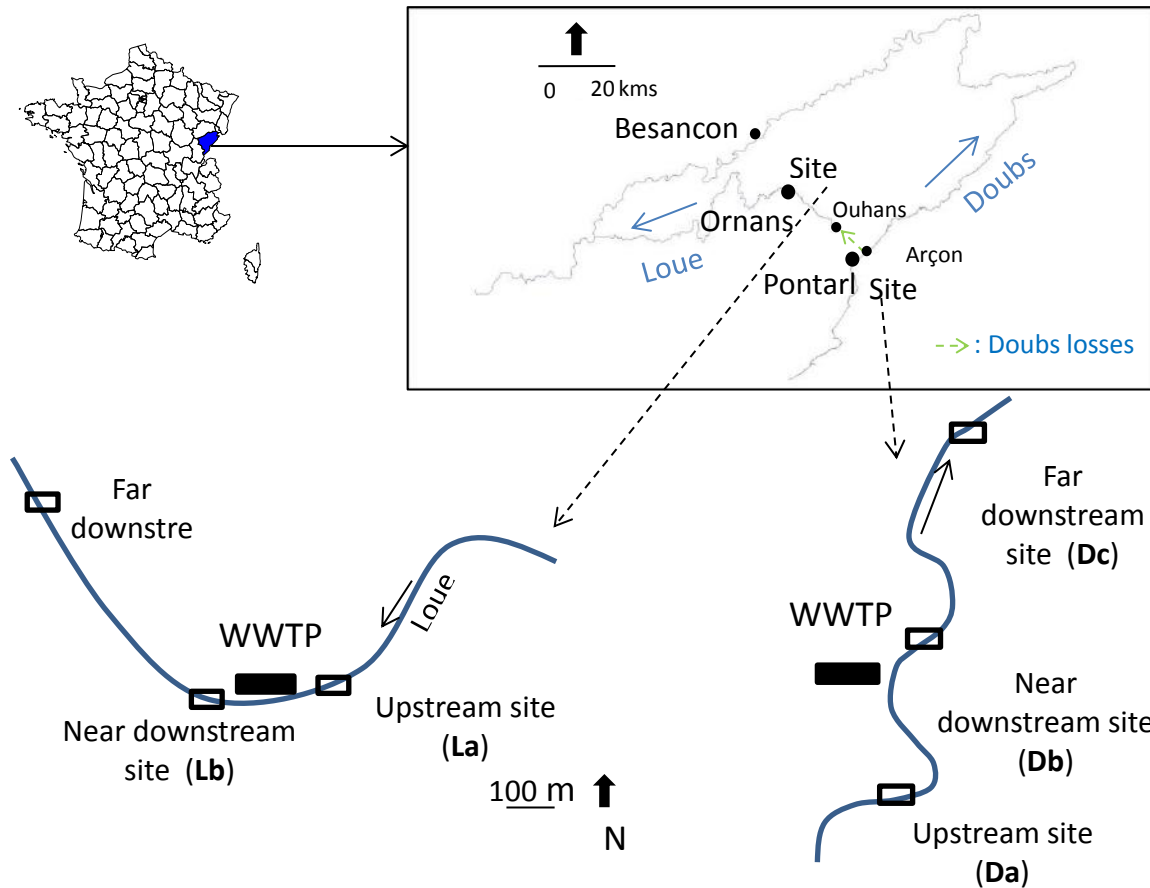 0 20 kms
Besancon
Site
Ornans
Ouhans
Doubs
Loue
Arçon
Pontarl
Site
: Doubs losses
Far
downstre
Loue
WWTP
Near downstream
site (Lb)
Upstream site
(La)
100 m
N
Far
downstream
site (Dc)
WWTP
Near
downstream site
(Db)
Upstream site
(Da)